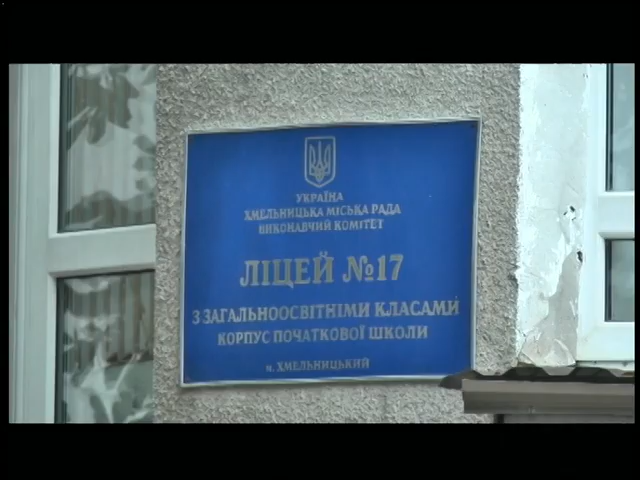 УКРАЇНА
ХМЕЛЬНИЦЬКА МІСЬКА РАДА
ВИКОНАВЧИЙ КОМІТЕТ
ЛІЦЕЙ №17
З ЗАГАЛЬНООСВІТНІМИ КЛАСАМИ
КОРПУС ПОЧАТКОВОЇ ШКОЛИ
м. ХМЕЛЬНИЦЬКИЙ